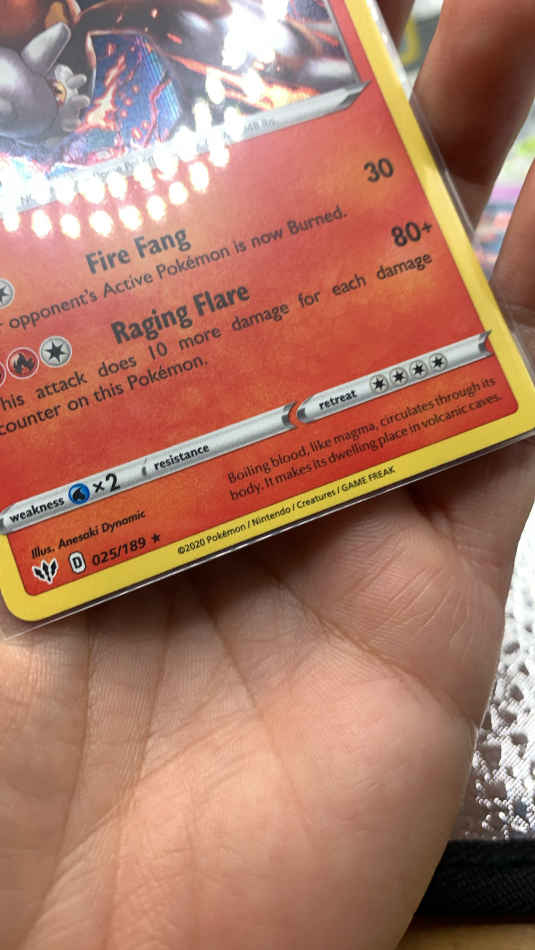 Fire Fang 30
opponent's Active Pokémon is now Burned.
Raging Flare 80+
his attack does 10 more damage for each damage
counter on this Pokémon.
weakness ×2 resistance retreat
Boiling blood, like magma, circulates through its
body. It makes its dwelling place in volcanic caves.
Illus. Anesaki Dynamic
D 025/189 ★ ©2020 Pokémon / Nintendo / Creatures / GAME FREAK